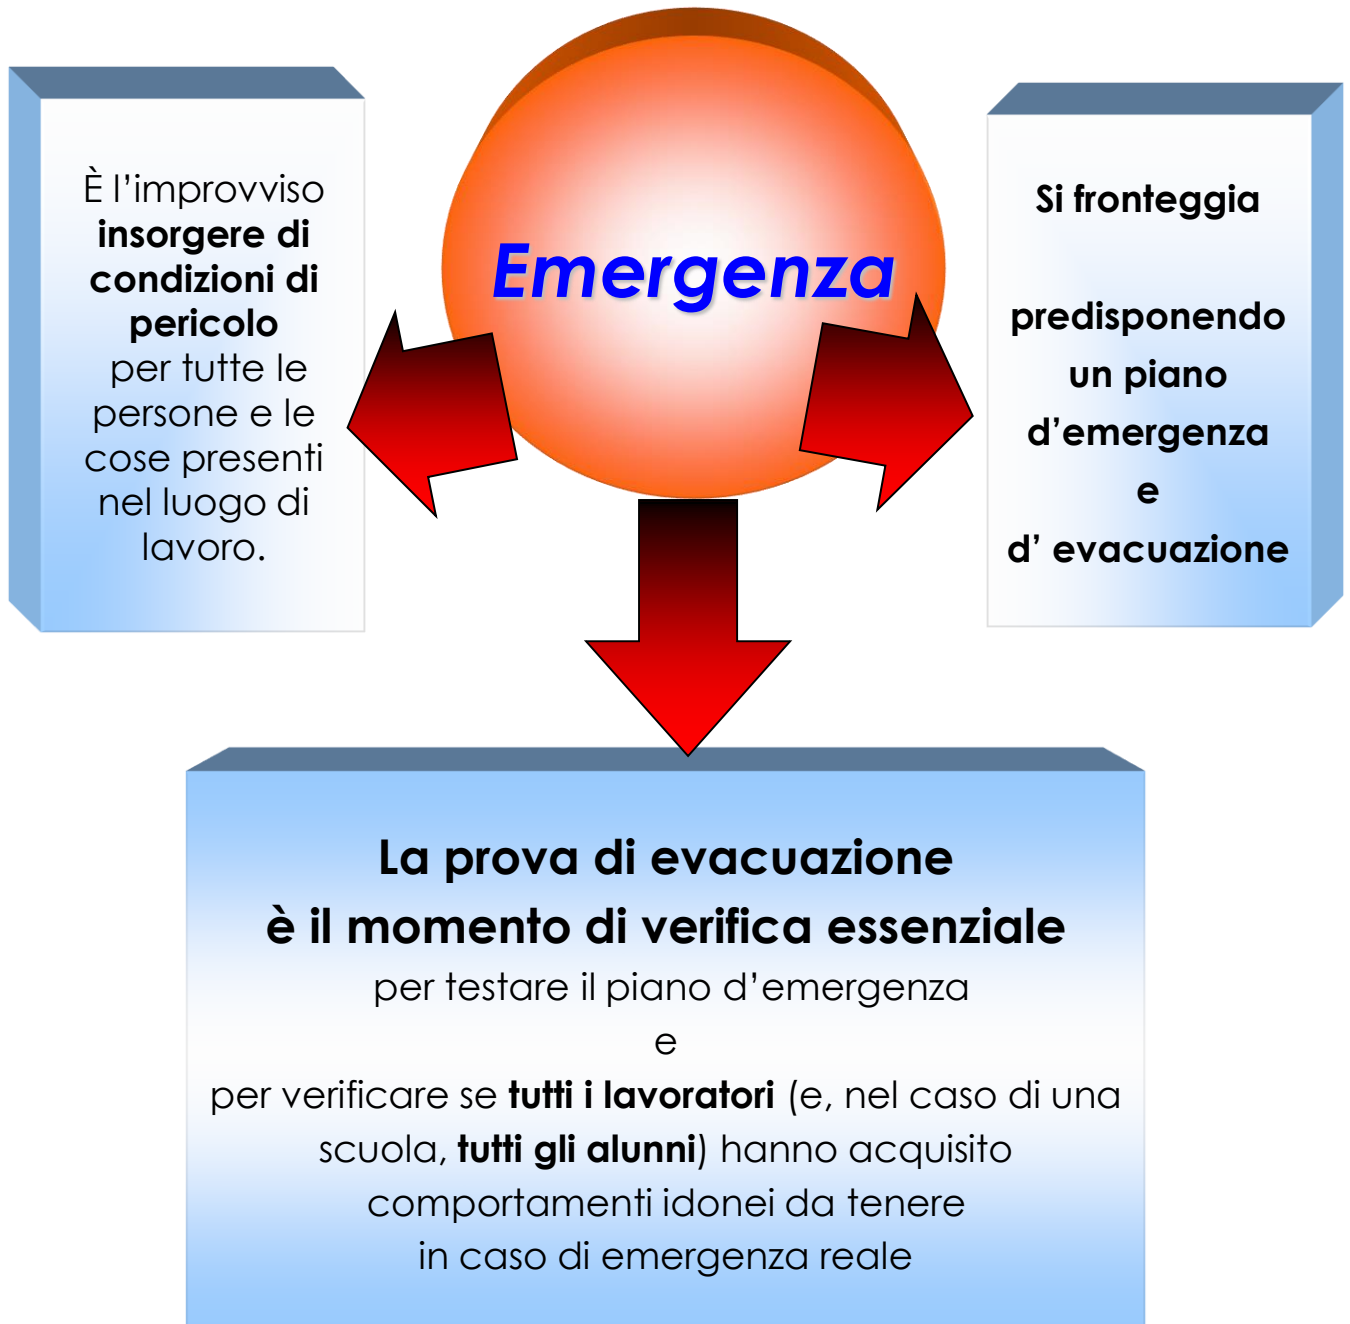 Emergenza
È l’improvviso
insorgere di
condizioni di
pericolo
per tutte le
persone e le
cose presenti
nel luogo di
lavoro.
Si fronteggia
predisponendo
un piano
d’emergenza
e
d’ evacuazione
La prova di evacuazione
è il momento di verifica essenziale
per testare il piano d’emergenza
e
per verificare se tutti i lavoratori (e, nel caso di una
scuola, tutti gli alunni) hanno acquisito
comportamenti idonei da tenere
in caso di emergenza reale